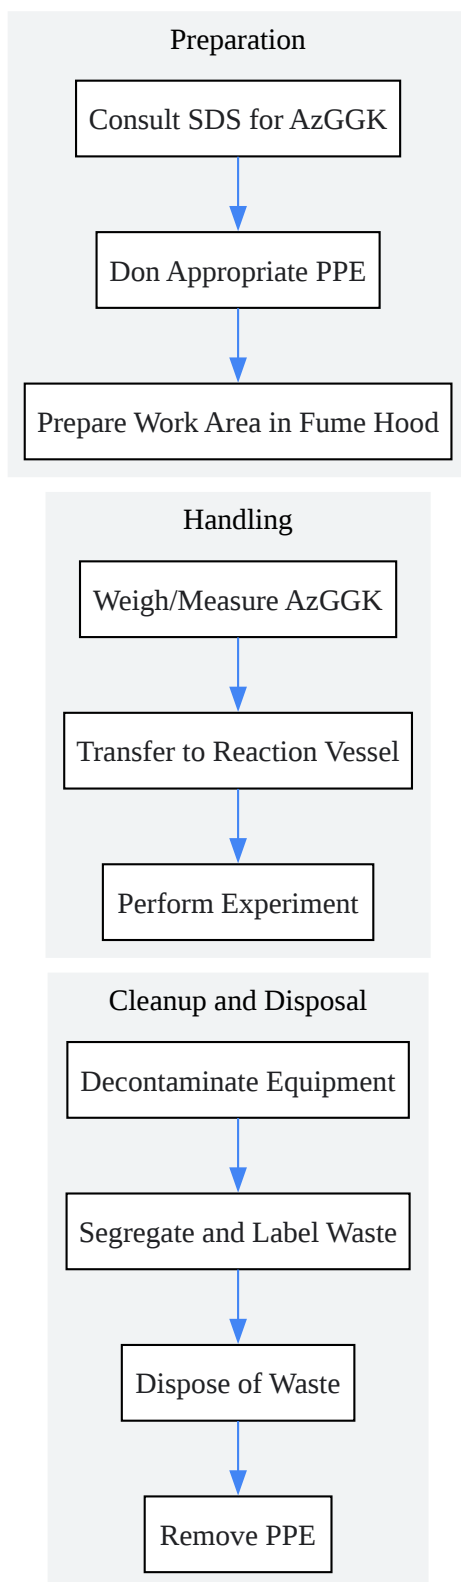 Preparation
Consult SDS for AzGGK
Don Appropriate PPE
Prepare Work Area in Fume Hood
Handling
Weigh/Measure AzGGK
Transfer to Reaction Vessel
Perform Experiment
Cleanup and Disposal
Decontaminate Equipment
Segregate and Label Waste
Dispose of Waste
Remove PPE